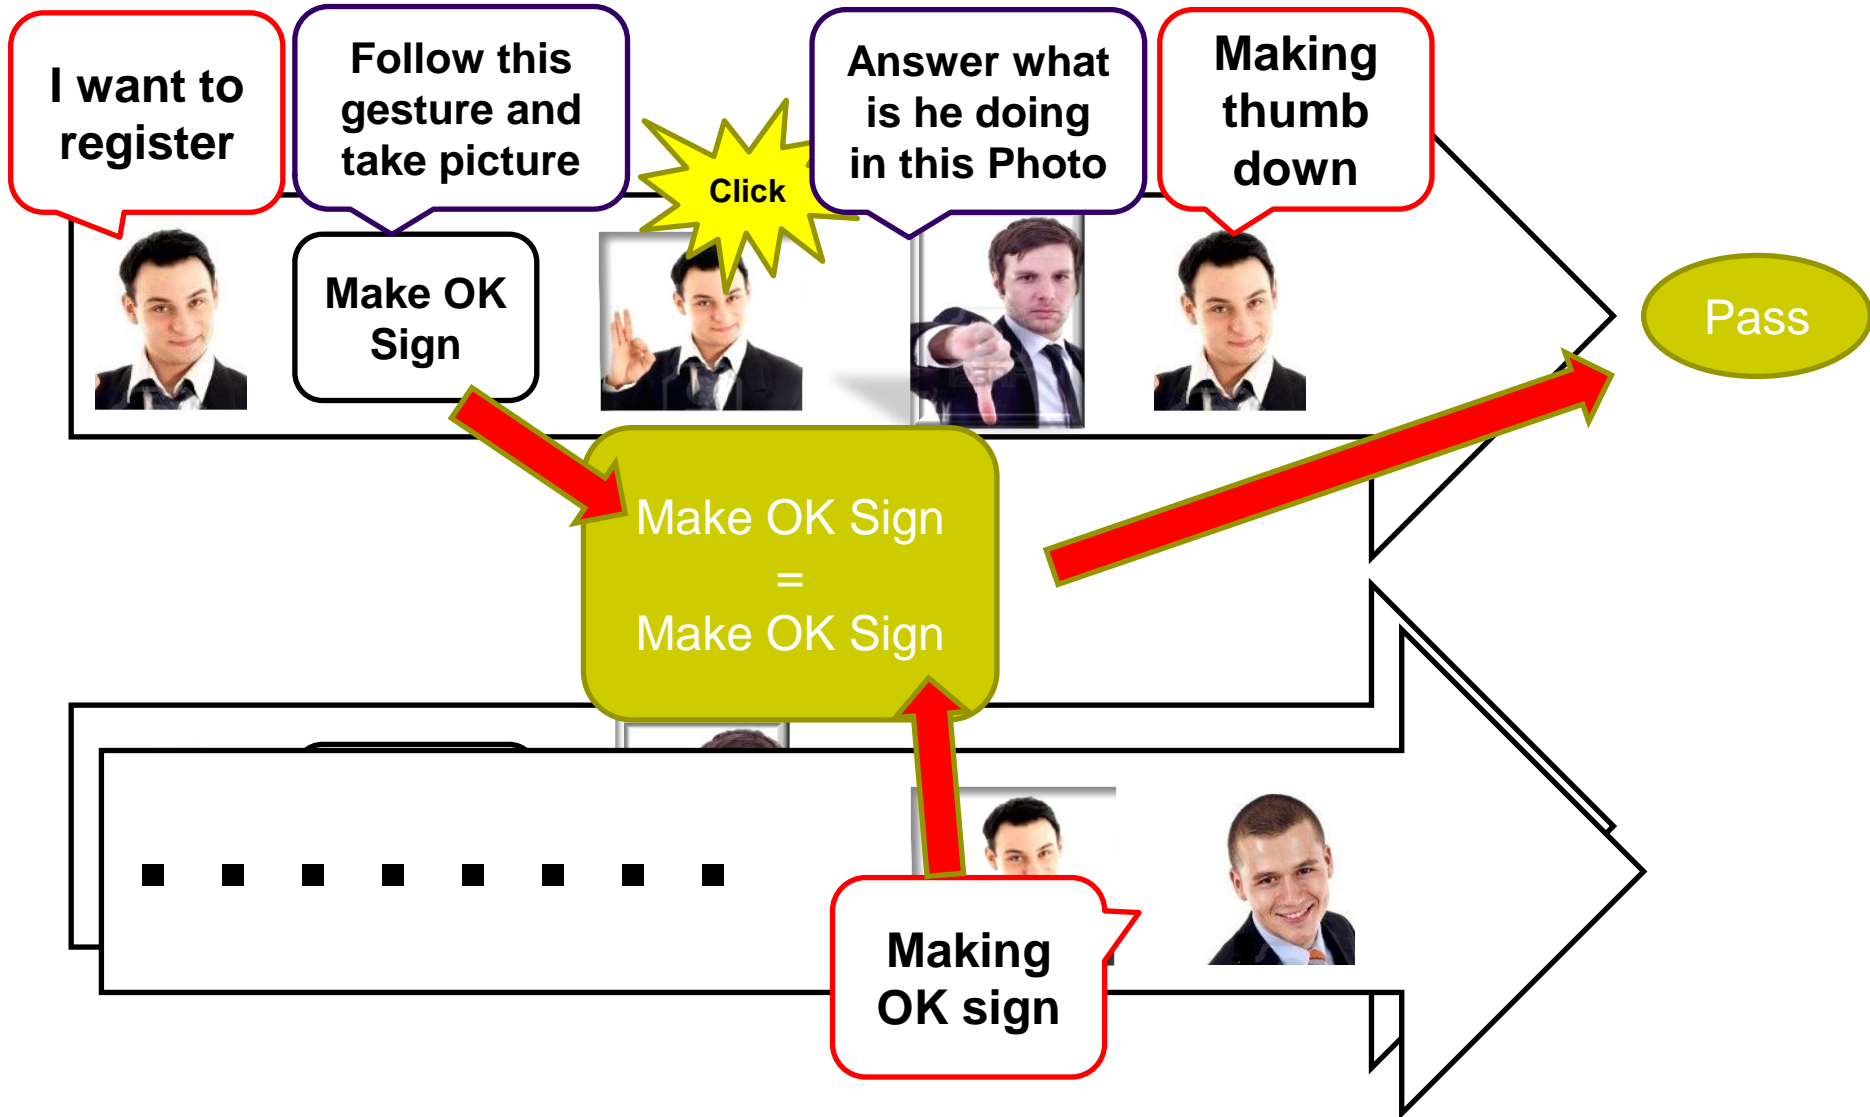 I want to
register
Follow this
gesture and
take picture
Click
Answer what
is he doing
in this Photo
Making
thumb
down
Make OK
Sign
Pass
Make OK Sign
=
Make OK Sign
Making
OK sign